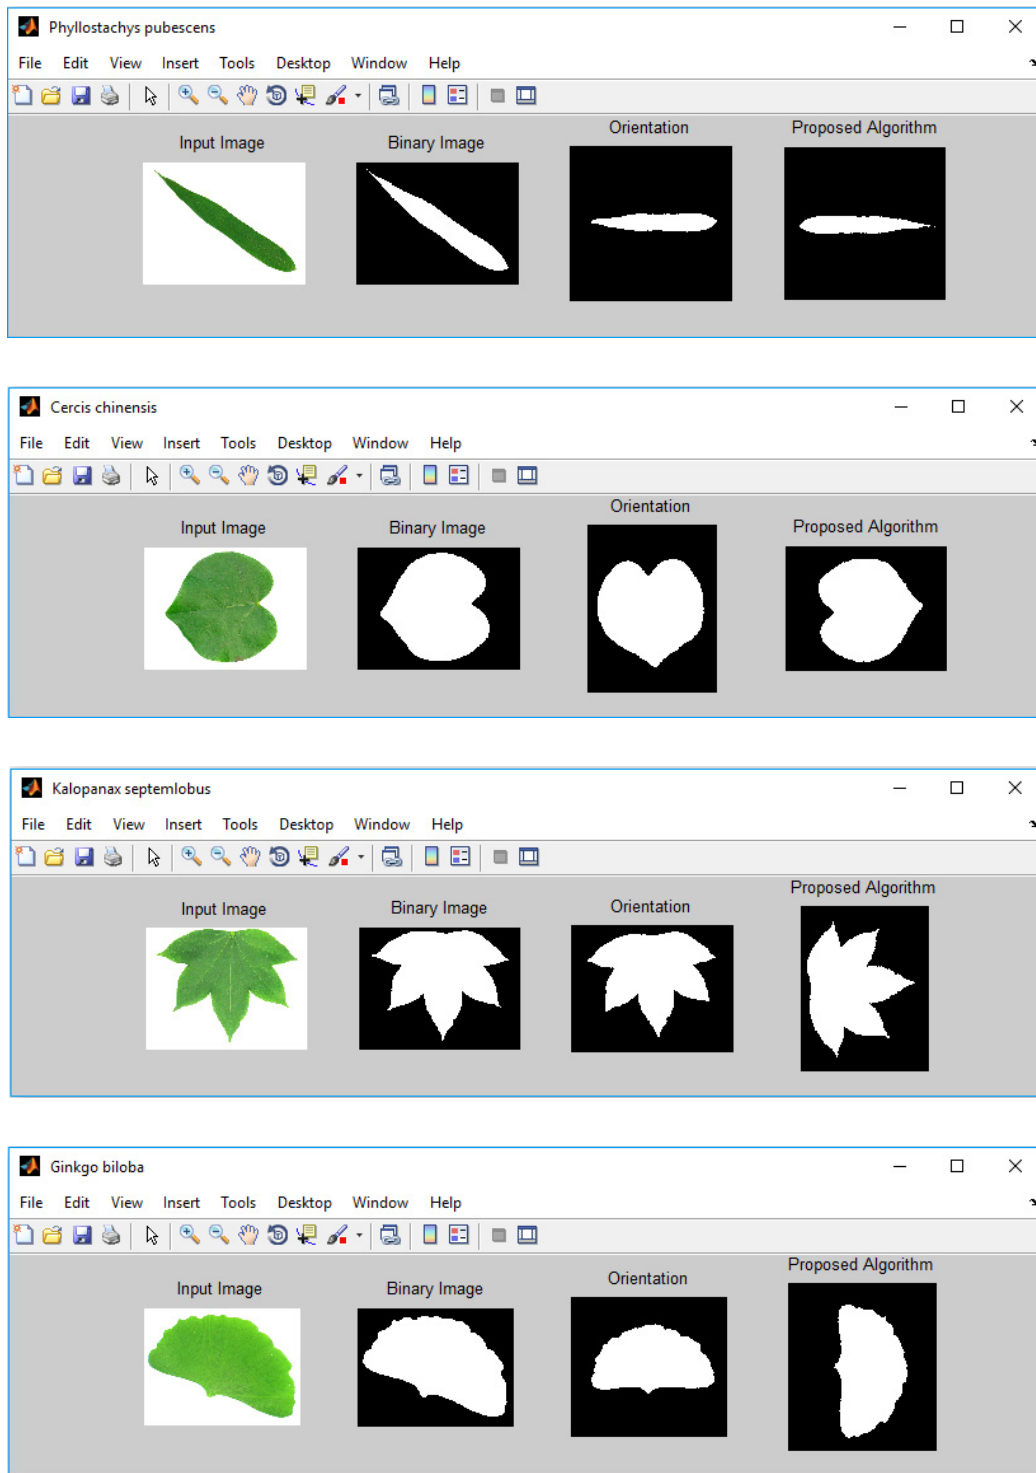 Phyllostachys pubescens
File Edit View Insert Tools Desktop Window Help
Input Image Binary Image Orientation Proposed Algorithm
Cercis chinensis
File Edit View Insert Tools Desktop Window Help
Input Image Binary Image Orientation Proposed Algorithm
Kalopanax septemlobus
File Edit View Insert Tools Desktop Window Help
Input Image Binary Image Orientation Proposed Algorithm
Ginkgo biloba
File Edit View Insert Tools Desktop Window Help
Input Image Binary Image Orientation Proposed Algorithm